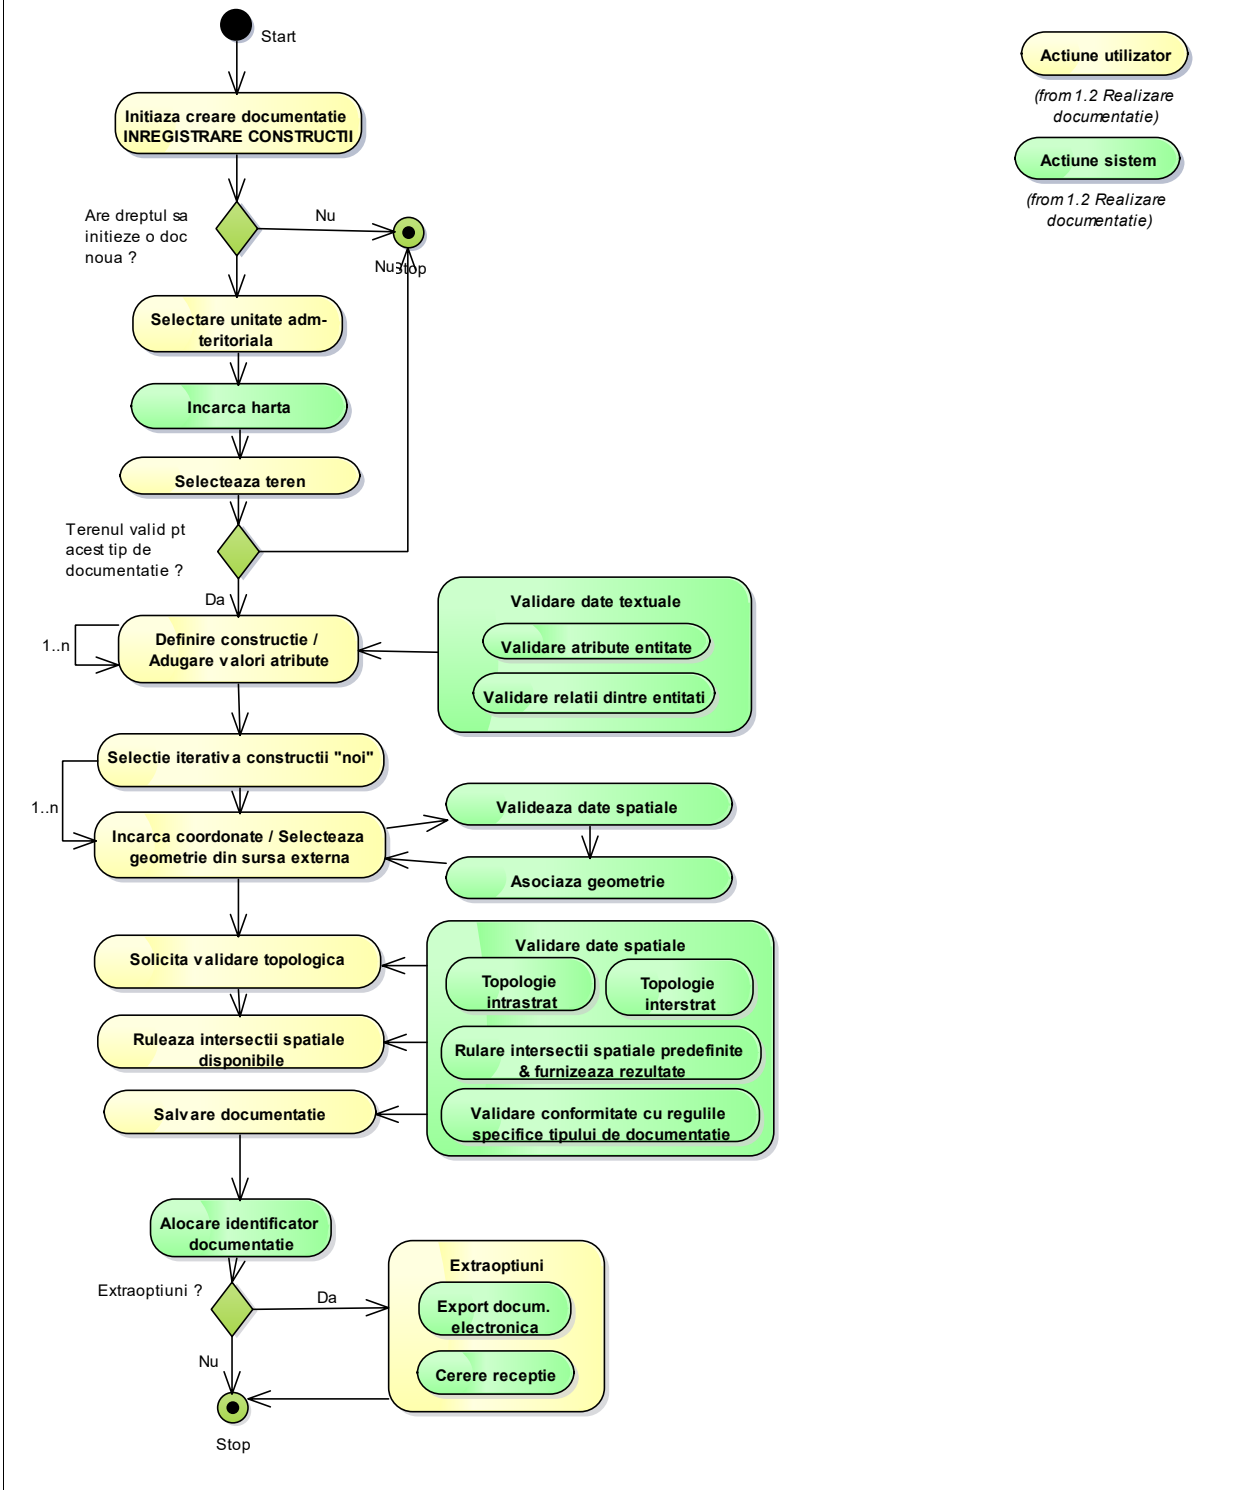 Start
Actiune utilizator
(from 1.2 Realizare
documentatie)
Actiune sistem
(from 1.2 Realizare
documentatie)
Initiaza creare documentatie
INREGISTRARE CONSTRUCTII
Are dreptul sa
initieze o doc
noua ?
Nu
Nu
Stop
Selectare unitate adm-
teritoriala
Incarca harta
Selecteaza teren
Terenul valid pt
acest tip de
documentatie ?
Da
Validare date textuale
Validare atribute entitate
Validare relatii dintre entitati
1..n
Definire constructie /
Adugare valori atribute
Selectie iterativa constructii "noi"
1..n
Incarca coordonate / Selecteaza
geometrie din sursa externa
Valideaza date spatiale
Asociaza geometrie
Solicita validare topologica
Validare date spatiale
Topologie
intrastrat
Topologie
interstrat
Ruleaza intersectii spatiale
disponibile
Rulare intersectii spatiale predefinite
& furnizeaza rezultate
Salvare documentatie
Validare conformitate cu regulile
specifice tipului de documentatie
Alocare identificator
documentatie
Extraoptiuni ?
Da
Extraoptiuni
Export docum.
electronica
Cerere receptie
Nu
Stop